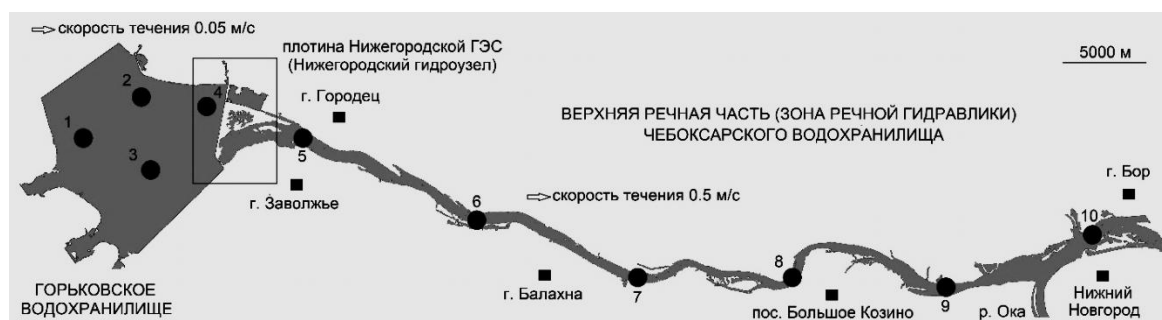 скорость течения 0.05 м/с
плотина Нижегородской ГЭС
(Нижегородский гидроузел)
5000 м
2
4
г. Городец
ВЕРХНЯЯ РЕЧНАЯ ЧАСТЬ (ЗОНА РЕЧНОЙ ГИДРАВЛИКИ)
ЧЕБОКСАРСКОГО ВОДОХРАНИЛИЩА
1
3
5
г. Бор
г. Заволжье
6
скорость течения 0.5 м/с
10
8
г. Балахна
7
9
ГОРЬКОВСКОЕ
ВОДОХРАНИЛИЩЕ
пос. Большое Козино
р. Ока
Нижний
Новгород